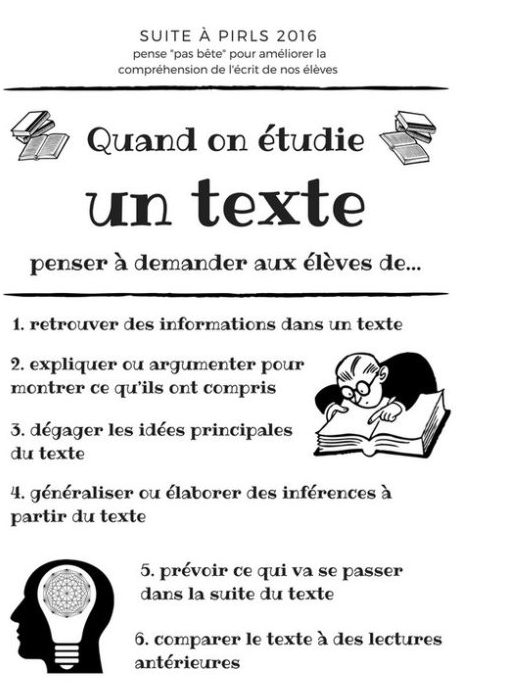 SUITE À PIRLS 2016
pense "pas bête" pour améliorer la
compréhension de l'écrit de nos élèves
Quand on étudie
un texte
penser à demander aux élèves de...
1. retrouver des informations dans un texte
2. expliquer ou argumenter pour
montrer ce qu'ils ont compris
3. dégager les idées principales
du texte
4. généraliser ou élaborer des inférences à
partir du texte
5. prévoir ce qui va se passer
dans la suite du texte
6. comparer le texte à des lectures
antérieures